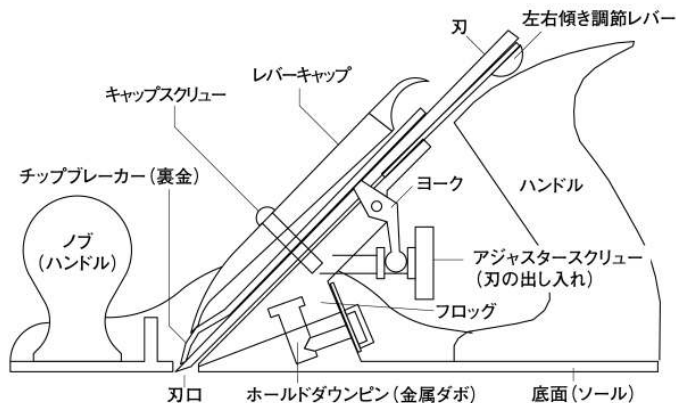 刃
左右傾き調節レバー
レバーキャップ
キャップスクリュー
チップブレーカー(裏金)
ヨーク
ハンドル
ノブ
(ハンドル)
アジャスタースクリュー
(刃の出し入れ)
フロッグ
刃口
ホールドダウンピン(金属ダボ)
底面(ソール)